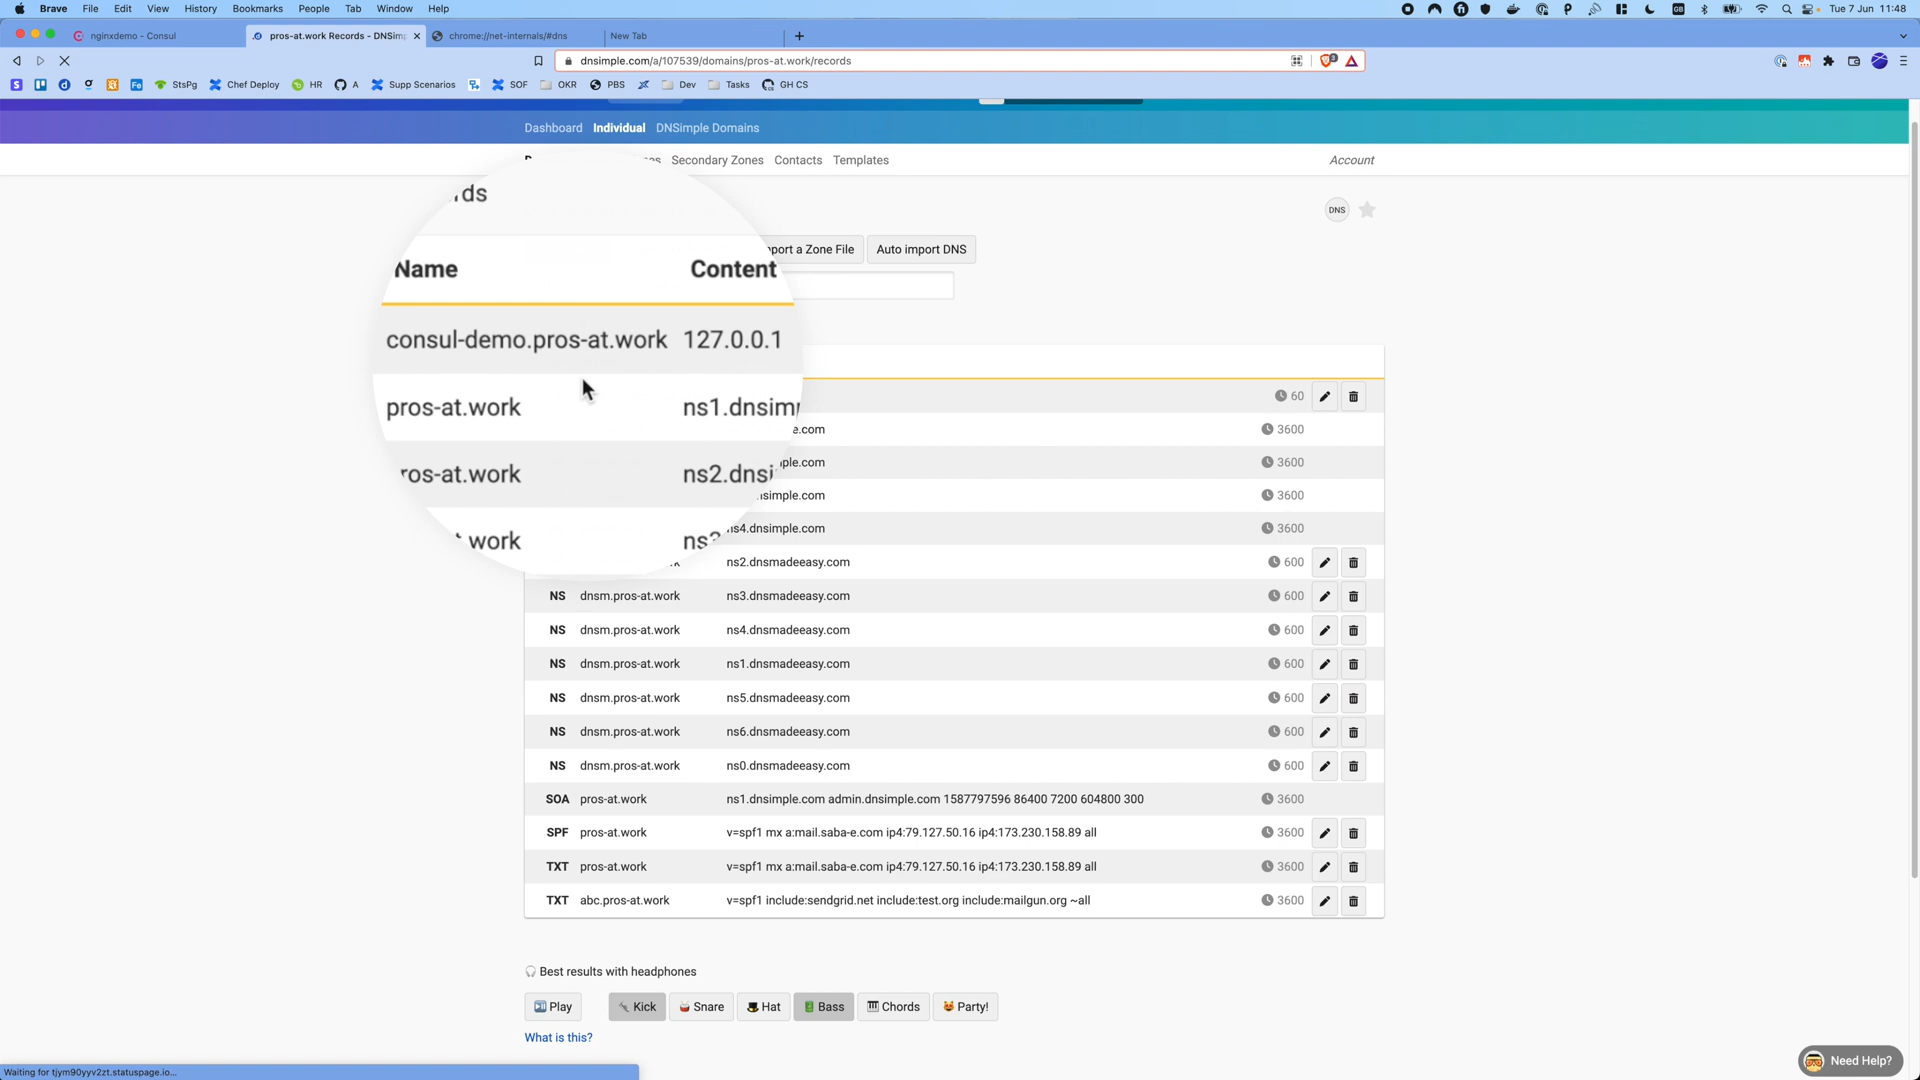 Brave File Edit View History Bookmarks People Tab Window Help Tue 7 Jun 11:48
nginxdemo - Consul pros-at.work Records - DNSim chrome://net-internals/#dns New Tab
dnsimple.com/a/107539/domains/pros-at.work/records
StsPg Chef Deploy HR A Supp Scenarios SOF OKR PBS Dev Tasks GH CS
Dashboard Individual DNSimple Domains
Secondary Zones Contacts Templates Account
rds
DNS
port a Zone File Auto import DNS
Name Content
consul-demo.pros-at.work 127.0.0.1 60
pros-at.work ns1.dnsim e.com 3600
ros-at.work ns2.dnsi ple.com 3600
work ns simple.com 3600
ns4.dnsimple.com 3600
ns2.dnsmadeeasy.com 600
NS dnsm.pros-at.work ns3.dnsmadeeasy.com 600
NS dnsm.pros-at.work ns4.dnsmadeeasy.com 600
NS dnsm.pros-at.work ns1.dnsmadeeasy.com 600
NS dnsm.pros-at.work ns5.dnsmadeeasy.com 600
NS dnsm.pros-at.work ns6.dnsmadeeasy.com 600
NS dnsm.pros-at.work ns0.dnsmadeeasy.com 600
SOA pros-at.work ns1.dnsimple.com admin.dnsimple.com 1587797596 86400 7200 604800 300 3600
SPF pros-at.work v=spf1 mx a:mail.saba-e.com ip4:79.127.50.16 ip4:173.230.158.89 all 3600
TXT pros-at.work v=spf1 mx a:mail.saba-e.com ip4:79.127.50.16 ip4:173.230.158.89 all 3600
TXT abc.pros-at.work v=spf1 include:sendgrid.net include:test.org include:mailgun.org ~all 3600
Best results with headphones
Play Kick Snare Hat Bass Chords Party!
What is this?
Need Help?
Waiting for tjym90yyv2zt.statuspage.io...